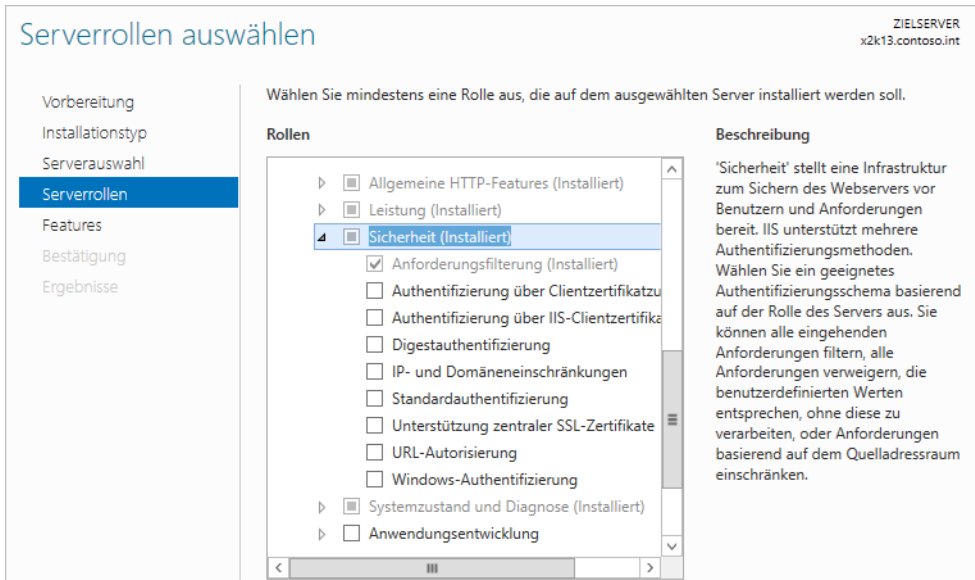 Serverrollen auswählen
ZIELSERVER
x2k13.contoso.int
Vorbereitung
Installationstyp
Serverauswahl
Serverrollen
Features
Bestätigung
Ergebnisse
Wählen Sie mindestens eine Rolle aus, die auf dem ausgewählten Server installiert werden soll.
Rollen
Allgemeine HTTP-Features (Installiert)
Leistung (Installiert)
Sicherheit (Installiert)
Anforderungsfilterung (Installiert)
Authentifizierung über Clientzertifikatzu
Authentifizierung über IIS-Clientzertifika
Digestauthentifizierung
IP- und Domäneneinschränkungen
Standardauthentifizierung
Unterstützung zentraler SSL-Zertifikate
URL-Autorisierung
Windows-Authentifizierung
Systemzustand und Diagnose (Installiert)
Anwendungsentwicklung
Beschreibung
'Sicherheit' stellt eine Infrastruktur
zum Sichern des Webservers vor
Benutzern und Anforderungen
bereit. IIS unterstützt mehrere
Authentifizierungsmethoden.
Wählen Sie ein geeignetes
Authentifizierungsschema basierend
auf der Rolle des Servers aus. Sie
können alle eingehenden
Anforderungen filtern, alle
Anforderungen verweigern, die
benutzerdefinierten Werten
entsprechen, ohne diese zu
verarbeiten, oder Anforderungen
basierend auf dem Quelladressraum
einschränken.